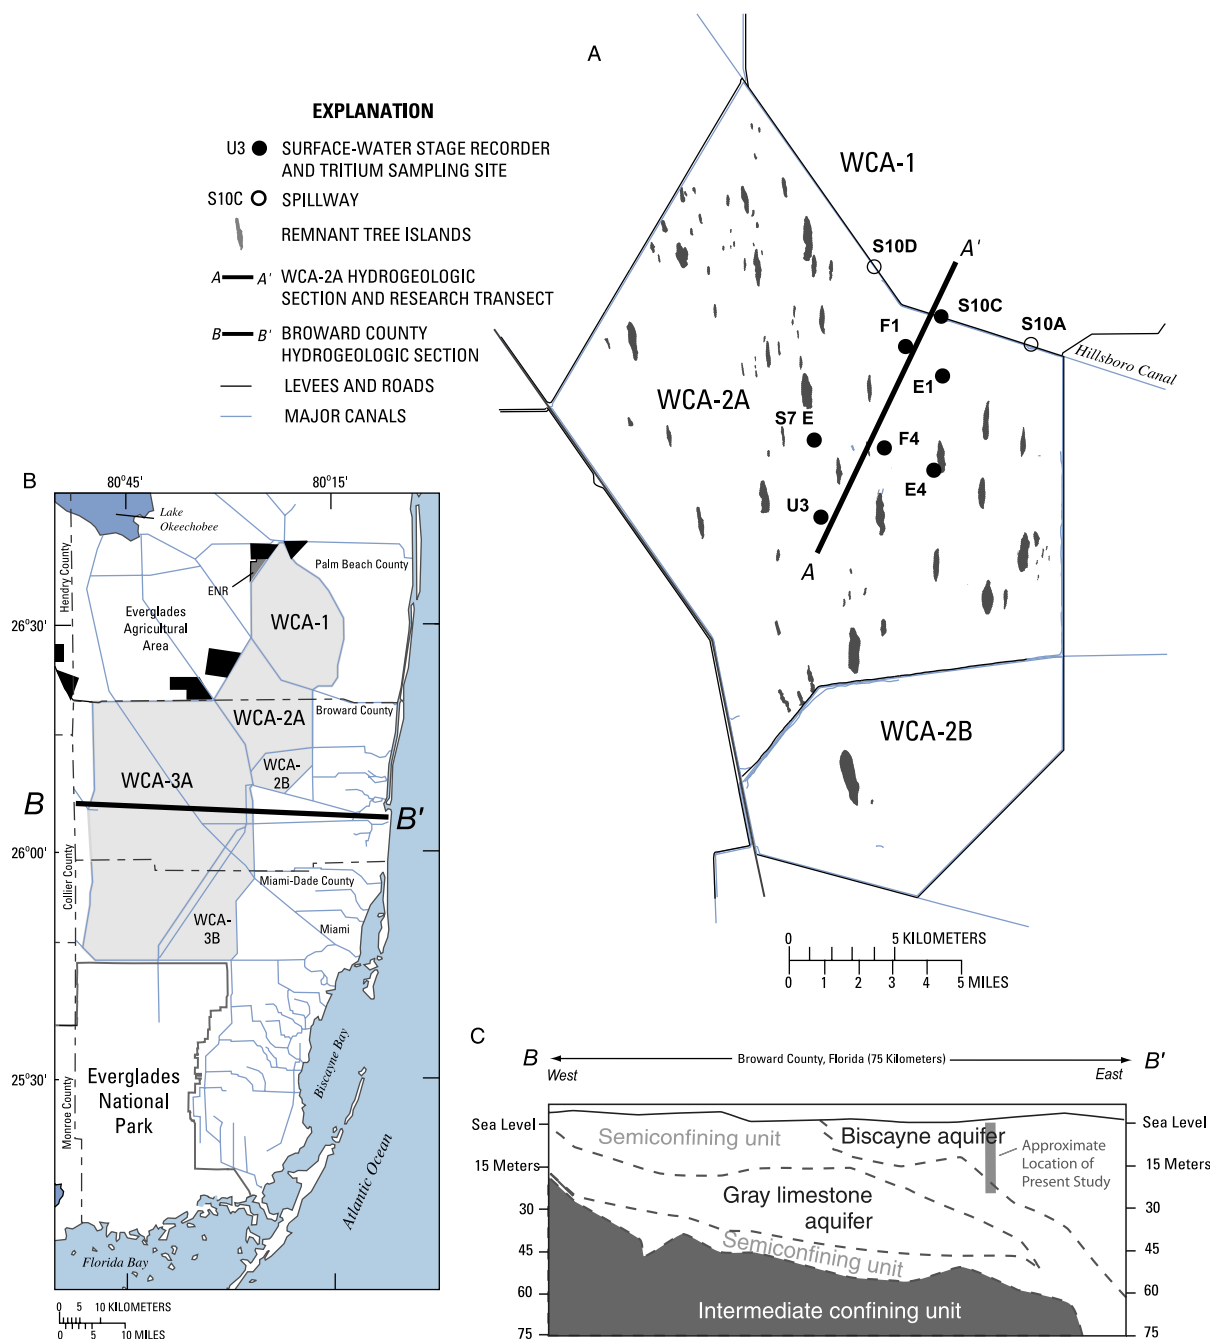 A
EXPLANATION
U3 SURFACE-WATER STAGE RECORDER
AND TRITIUM SAMPLING SITE
S10C SPILLWAY
REMNANT TREE ISLANDS
A A' WCA-2A HYDROGEOLOGIC
SECTION AND RESEARCH TRANSECT
B B' BROWARD COUNTY
HYDROGEOLOGIC SECTION
LEVEES AND ROADS
MAJOR CANALS
WCA-1
S10D
A'
S10C
F1
S10A
Hillsboro Canal
E1
WCA-2A
S7 E
F4
E4
U3
A
WCA-2B
0 5 KILOMETERS
0 1 2 3 4 5 MILES
B
80°45' 80°15'
Lake
Okeechobee
Hendry County
Palm Beach County
ENR
WCA-1
Everglades
Agricultural
Area
26°30'
WCA-2A
Broward County
WCA-
2B
WCA-3A
B B'
26°00'
Collier County
Miami-Dade County
WCA-
3B
Miami
Biscayne Bay
Everglades
National
Park
25°30'
Monroe County
Atlantic Ocean
Florida Bay
0 5 10 KILOMETERS
0 5 10 MILES
C
B Broward County, Florida (75 Kilometers) B'
West East
Sea Level Sea Level
Semiconfining unit
Biscayne aquifer
Approximate
Location of
Present Study
15 Meters 15 Meters
Gray limestone
aquifer
30 30
45 45
Semiconfining unit
60 60
Intermediate confining unit
75 75